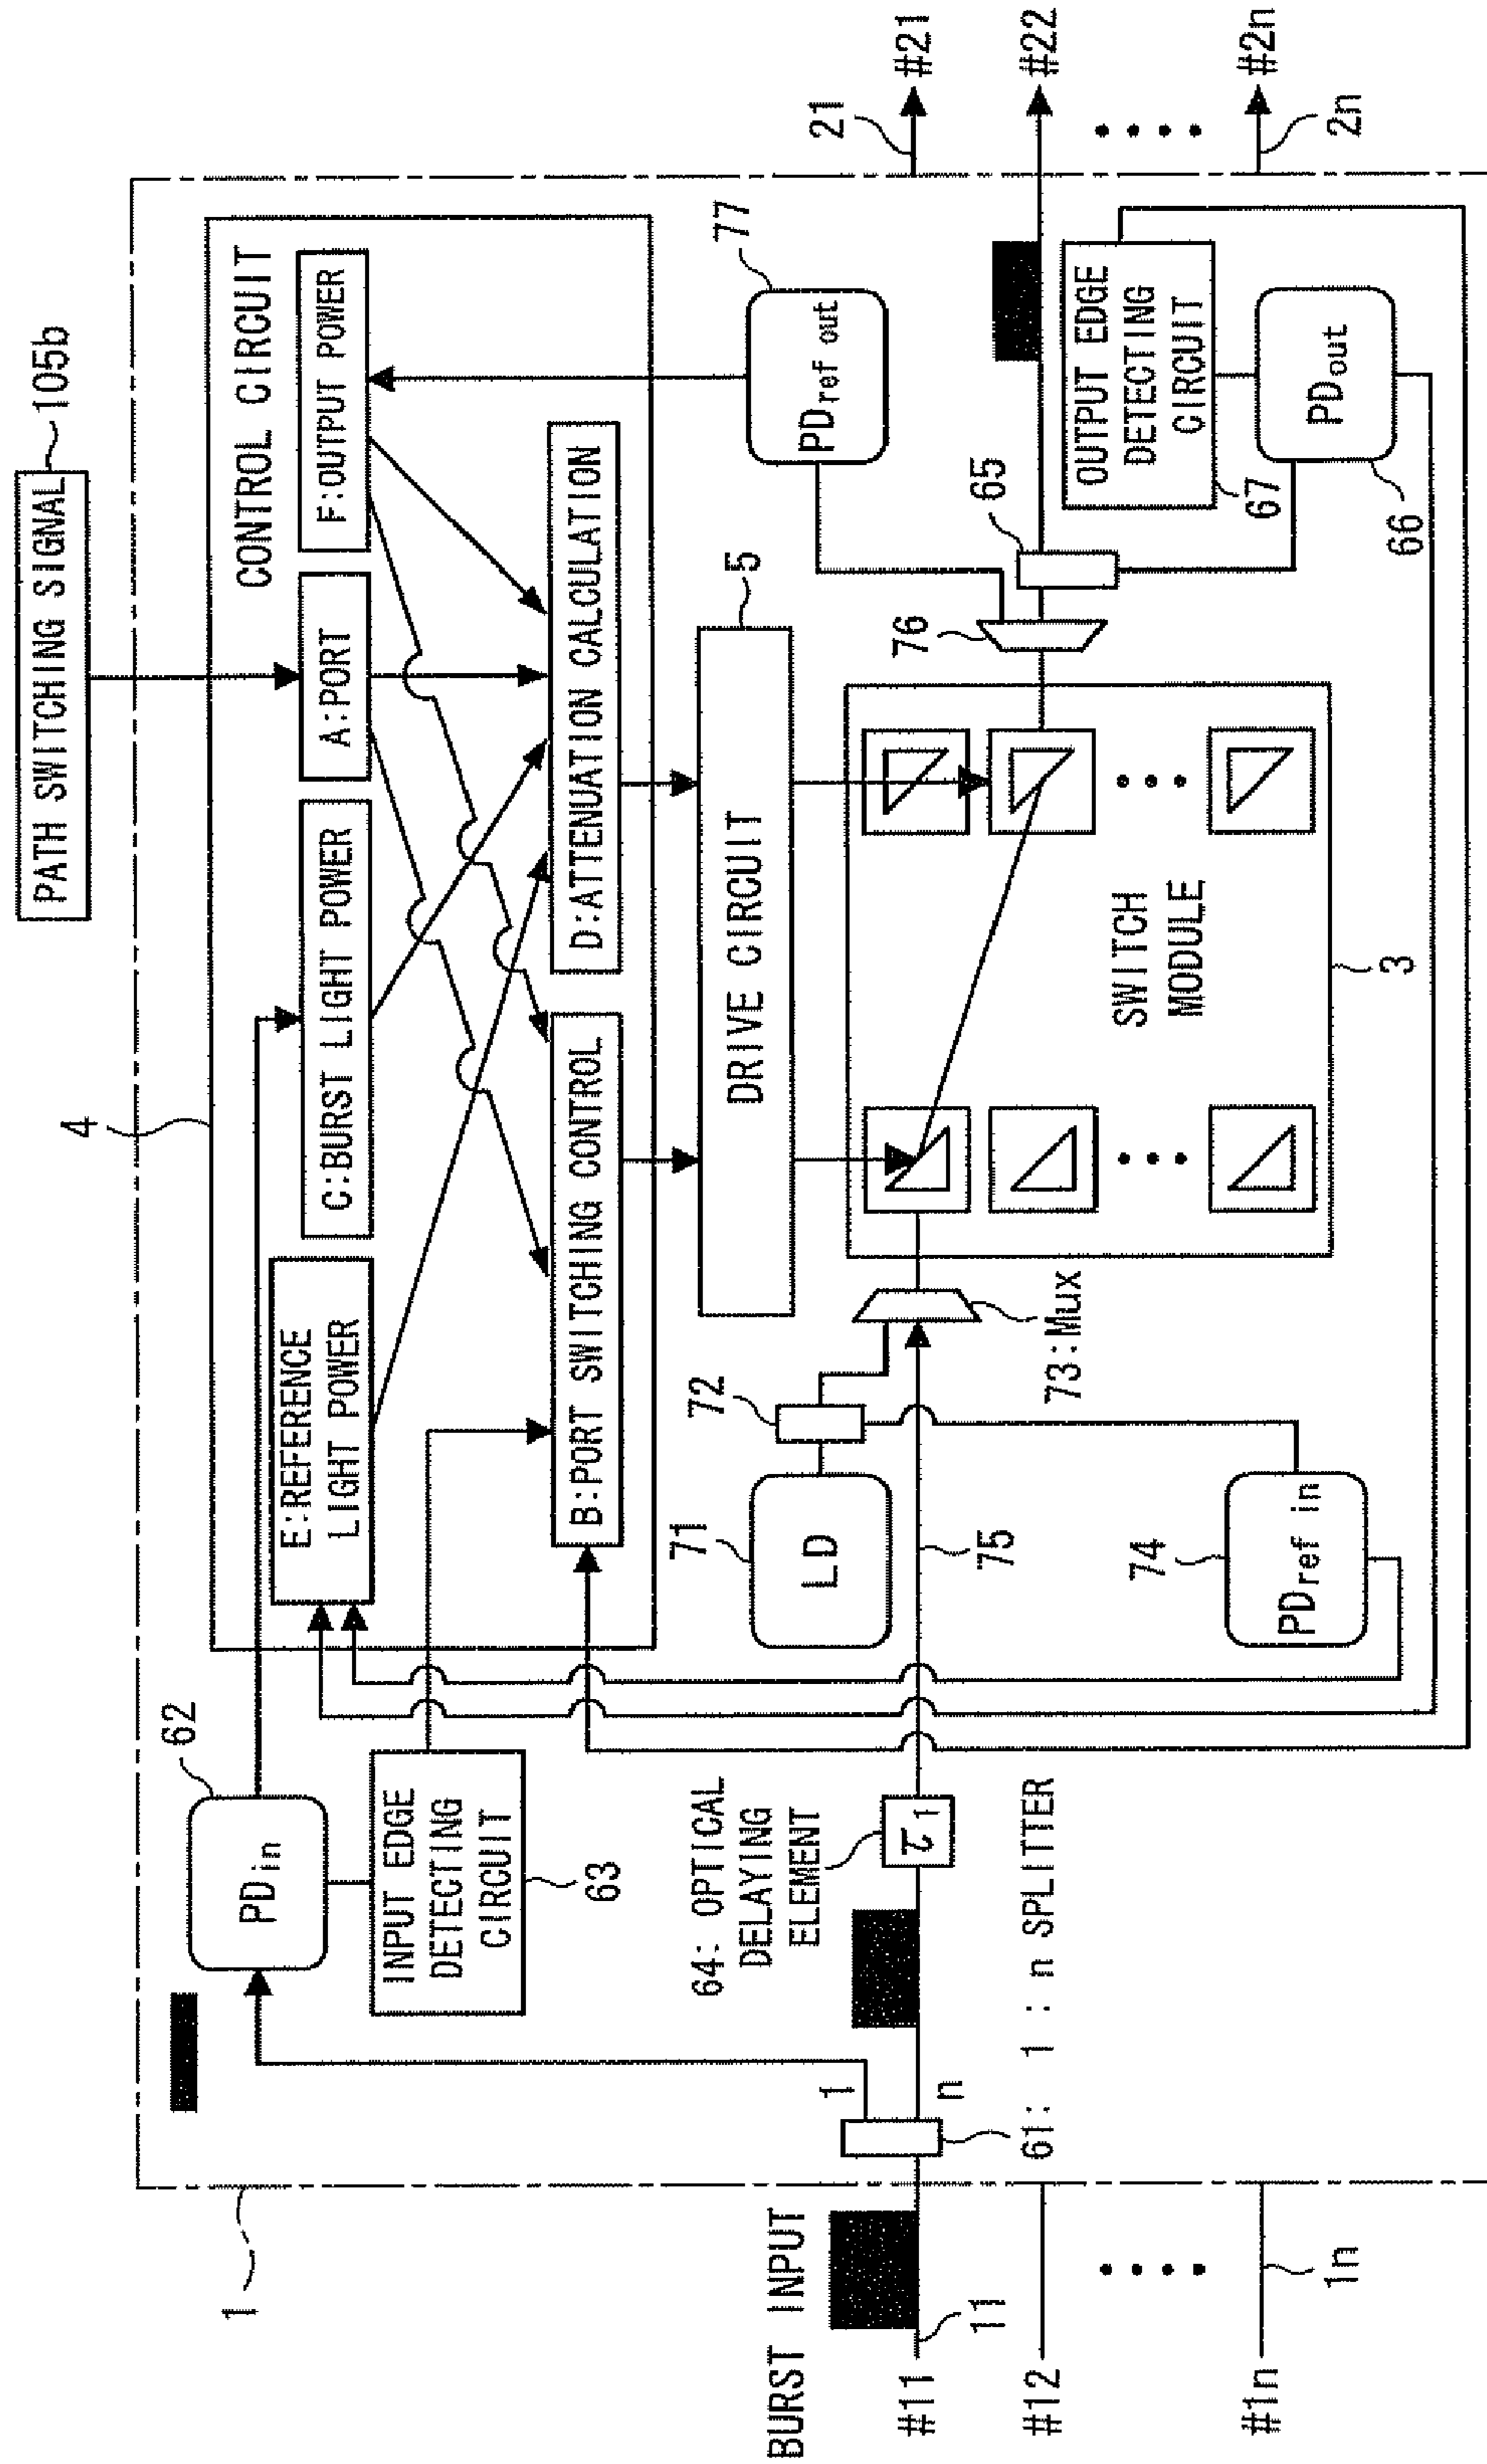 PATH SWITCHING SIGNAL
105b
4
CONTROL CIRCUIT
E:REFERENCE
LIGHT POWER
C:BURST LIGHT POWER
A:PORT
F:OUTPUT POWER
B:PORT SWITCHING CONTROL
D:ATTENUATION CALCULATION
1
62
PDin
INPUT EDGE
DETECTING
CIRCUIT
63
DRIVE CIRCUIT
5
77
PDref out
71
LD
72
73:Mux
75
74
PDref in
64: OPTICAL
DELAYING
ELEMENT
61: 1 : n SPLITTER
1
n
BURST INPUT
#11
11
#12
#1n
1n
SWITCH
MODULE
3
76
65
OUTPUT EDGE
DETECTING
CIRCUIT
67
PDout
66
21
#21
#22
#2n
2n